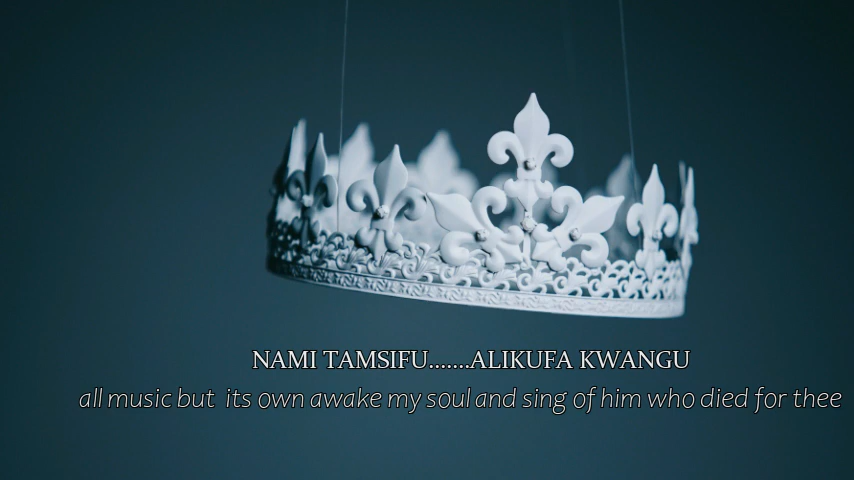 NAMI TAMSIFU.......ALIKUFA KWANGU
all music but its own awake my soul and sing of him who died for thee